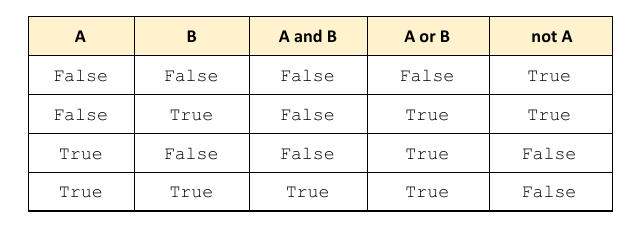 A B A and B A or B not A
False False False False True
False True False True True
True False False True False
True True True True False